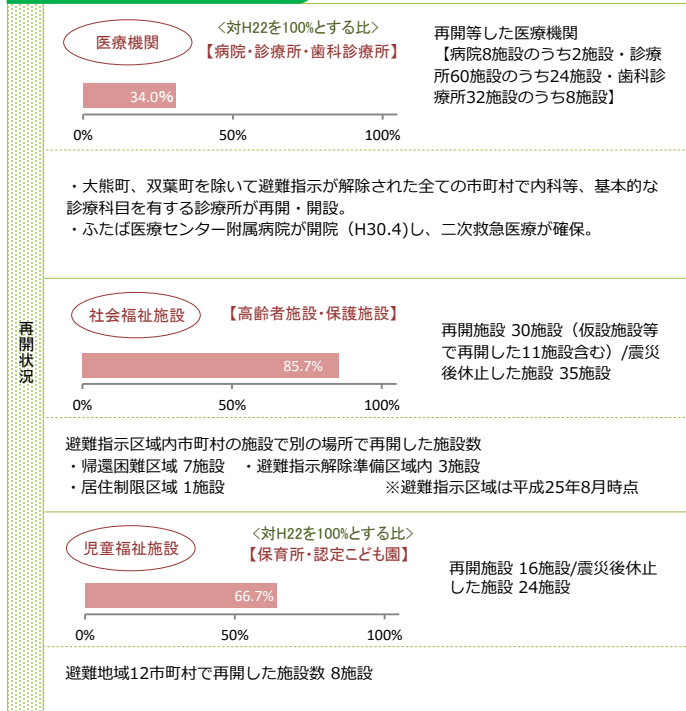 再開状況
医療機関
<対H22を100%とする比>
【病院・診療所・歯科診療所】
34.0%
0%
50%
100%
再開等した医療機関
【病院8施設のうち2施設・診療
所60施設のうち24施設・歯科診
療所32施設のうち8施設】
・大熊町、双葉町を除いて避難指示が解除された全ての市町村で内科等、基本的な
診療科目を有する診療所が再開・開設。
・ふたば医療センター附属病院が開院（H30.4)し、二次救急医療が確保。
社会福祉施設
【高齢者施設・保護施設】
85.7%
0%
50%
100%
再開施設 30施設（仮設施設等
で再開した11施設含む）/震災
後休止した施設 35施設
避難指示区域内市町村の施設で別の場所で再開した施設数
・帰還困難区域 7施設　・避難指示解除準備区域内 3施設
・居住制限区域 1施設　※避難指示区域は平成25年8月時点
児童福祉施設
<対H22を100%とする比>
【保育所・認定こども園】
66.7%
0%
50%
100%
再開施設 16施設/震災後休止
した施設 24施設
避難地域12市町村で再開した施設数 8施設